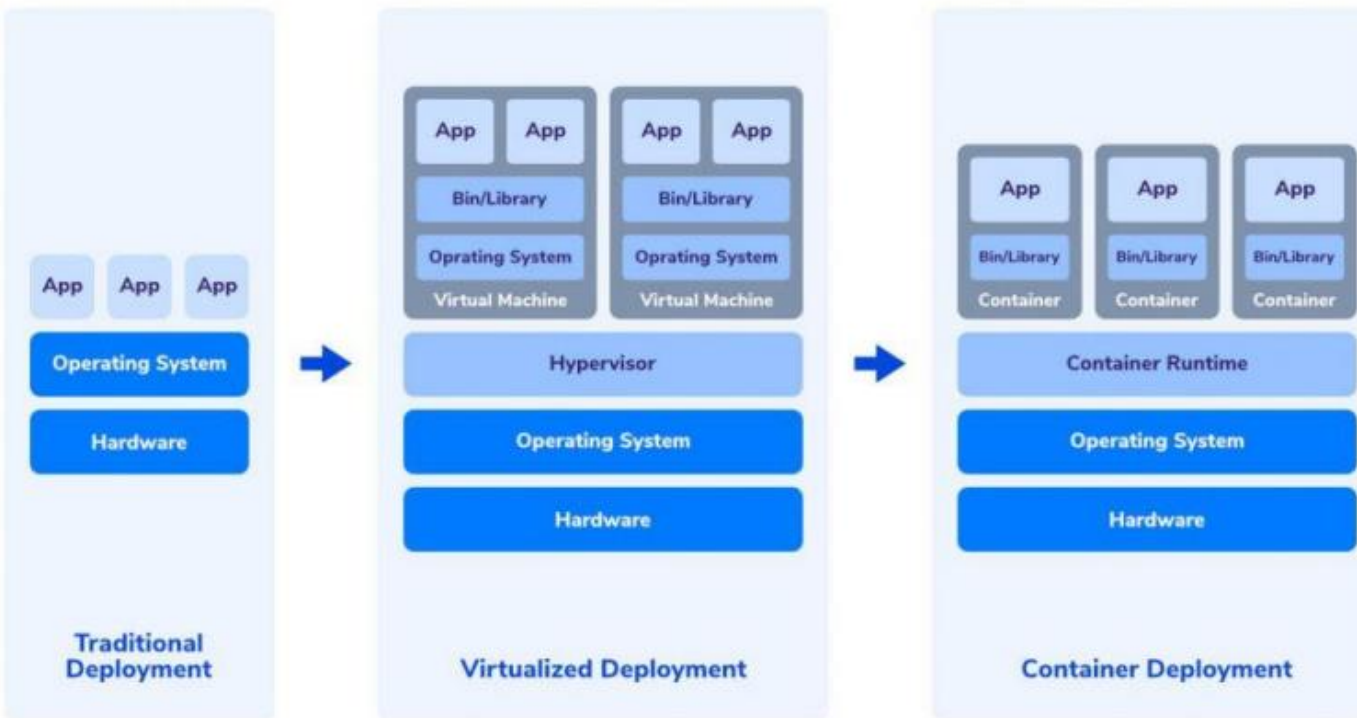 App App App
Operating System
Hardware
Traditional
Deployment
App App App App
Bin/Library Bin/Library
Oprating System Oprating System
Virtual Machine Virtual Machine
Hypervisor
Operating System
Hardware
Virtualized Deployment
App App App
Bin/Library Bin/Library Bin/Library
Container Container Container
Container Runtime
Operating System
Hardware
Container Deployment